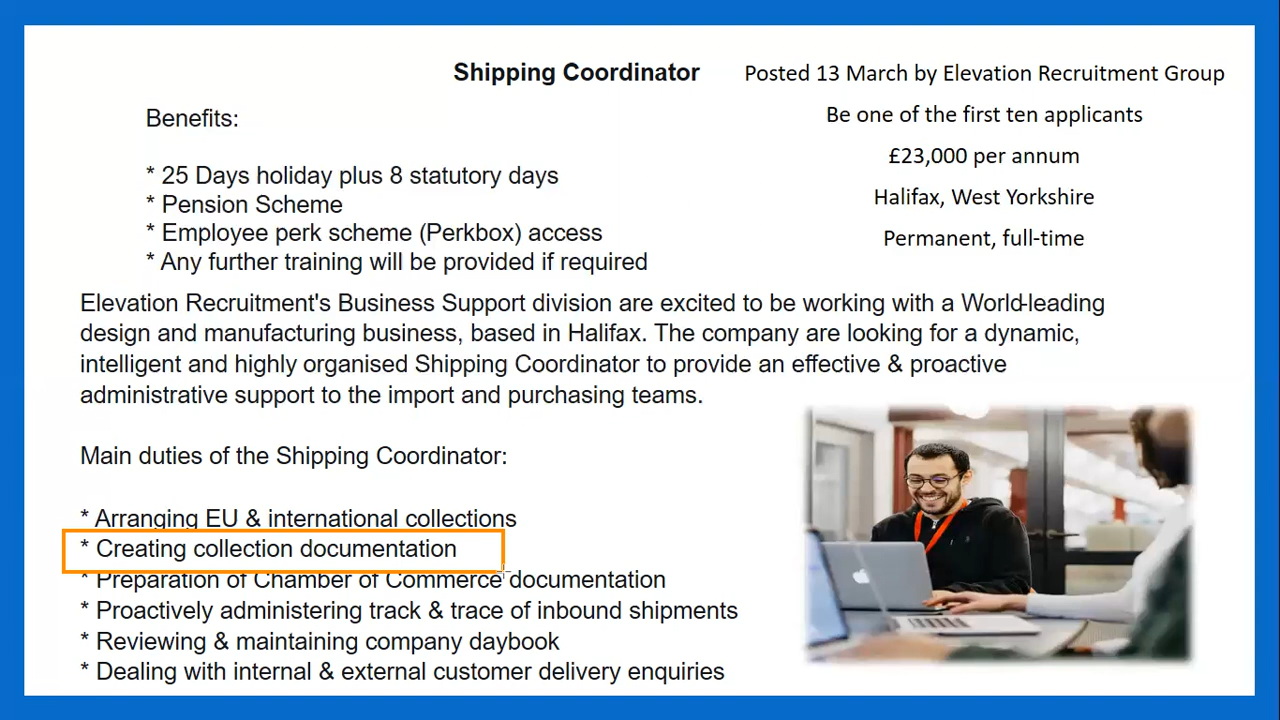 Shipping Coordinator
Posted 13 March by Elevation Recruitment Group
Be one of the first ten applicants
£23,000 per annum
Halifax, West Yorkshire
Permanent, full-time
Benefits:
* 25 Days holiday plus 8 statutory days
* Pension Scheme
* Employee perk scheme (Perkbox) access
* Any further training will be provided if required
Elevation Recruitment's Business Support division are excited to be working with a World-leading
design and manufacturing business, based in Halifax. The company are looking for a dynamic,
intelligent and highly organised Shipping Coordinator to provide an effective & proactive
administrative support to the import and purchasing teams.
Main duties of the Shipping Coordinator:
* Arranging EU & international collections
* Creating collection documentation
* Preparation of Chamber of Commerce documentation
* Proactively administering track & trace of inbound shipments
* Reviewing & maintaining company daybook
* Dealing with internal & external customer delivery enquiries